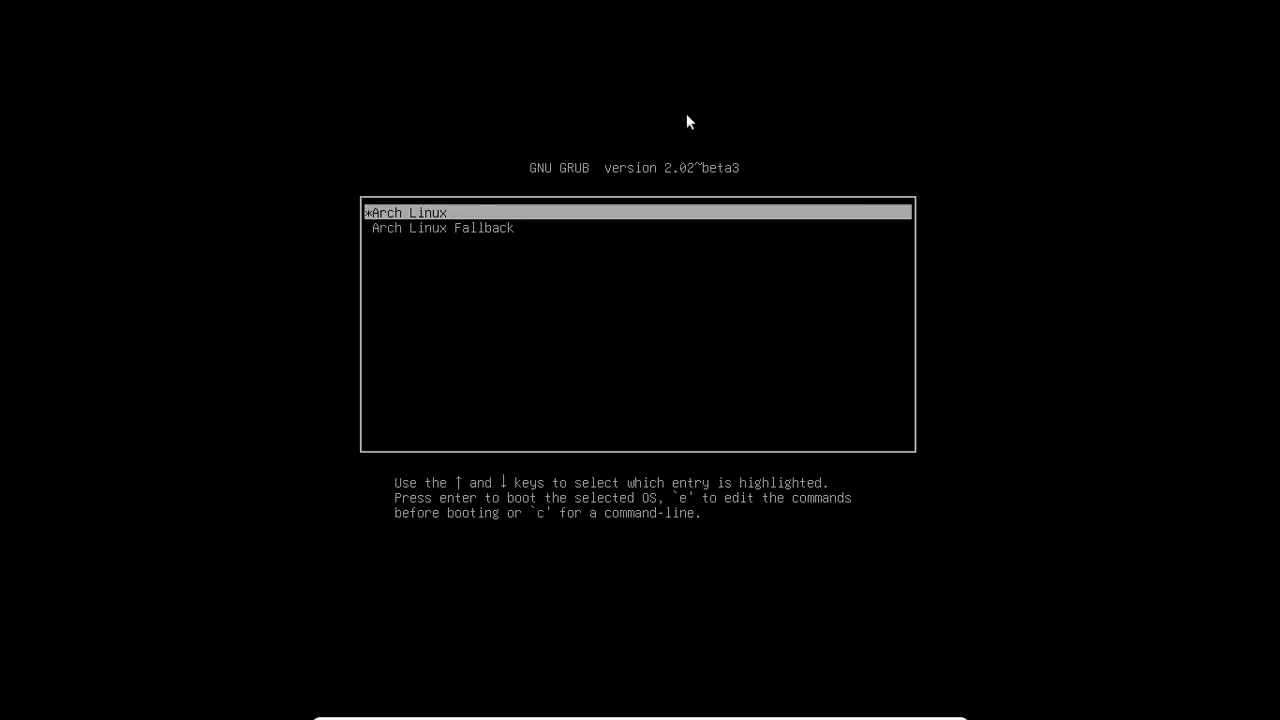 GNU GRUB  version 2.02~beta3
*Arch Linux
Arch Linux Fallback
Use the ↑ and ↓ keys to select which entry is highlighted.
Press enter to boot the selected OS, `e' to edit the commands
before booting or `c' for a command-line.